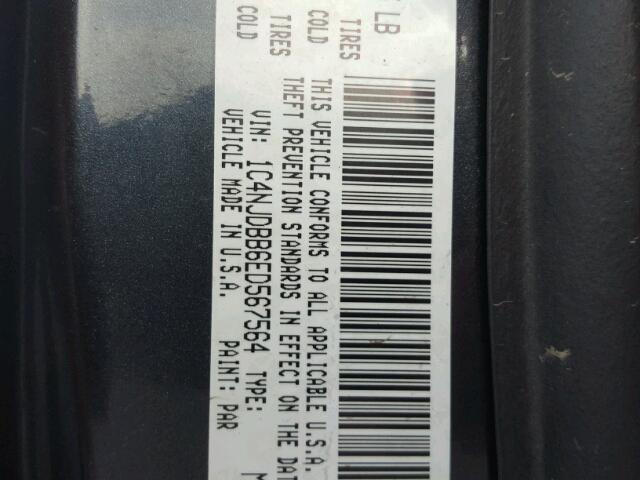 LB
TIRES COLD
TIRES COLD
THIS VEHICLE CONFORMS TO ALL APPLICABLE U.S.A.
THEFT PREVENTION STANDARDS IN EFFECT ON THE DAT
VIN: 1C4NJDBB6ED567564 TYPE: M
VEHICLE MADE IN U.S.A. PAINT: PAR